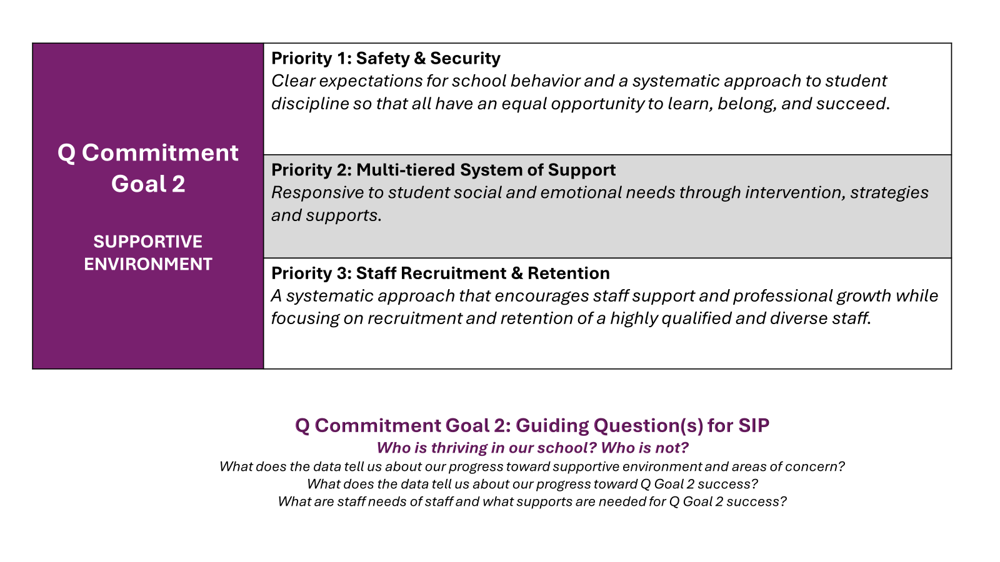 Q Commitment
Goal 2
SUPPORTIVE
ENVIRONMENT
Priority 1: Safety & Security
Clear expectations for school behavior and a systematic approach to student
discipline so that all have an equal opportunity to learn, belong, and succeed.
Priority 2: Multi-tiered System of Support
Responsive to student social and emotional needs through intervention, strategies
and supports.
Priority 3: Staff Recruitment & Retention
A systematic approach that encourages staff support and professional growth while
focusing on recruitment and retention of a highly qualified and diverse staff.
Q Commitment Goal 2: Guiding Question(s) for SIP
Who is thriving in our school? Who is not?
What does the data tell us about our progress toward supportive environment and areas of concern?
What does the data tell us about our progress toward Q Goal 2 success?
What are staff needs of staff and what supports are needed for Q Goal 2 success?